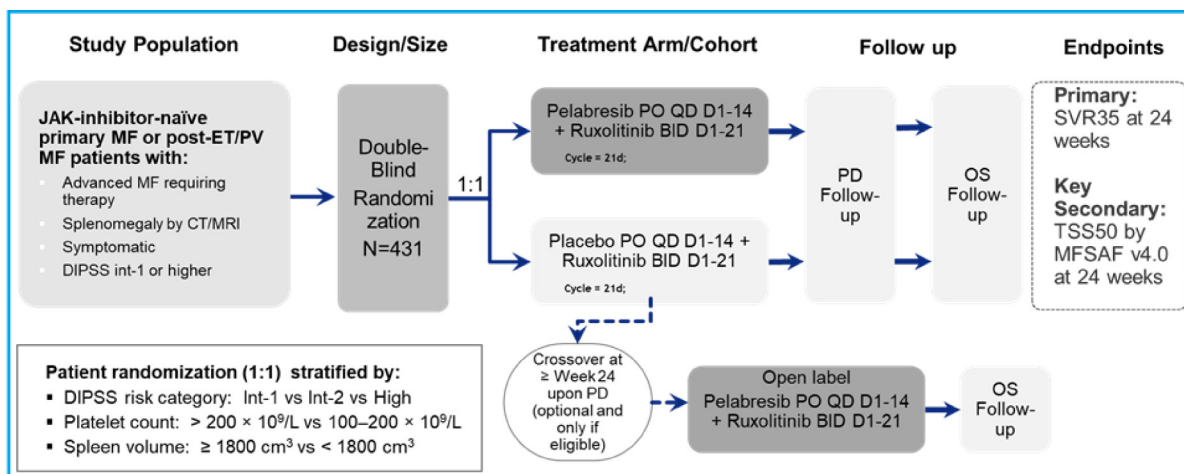 Study Population
Design/Size
Treatment Arm/Cohort
Follow up
Endpoints
JAK-inhibitor-naïve
primary MF or post-ET/PV
MF patients with:
Advanced MF requiring
therapy
Splenomegaly by CT/MRI
Symptomatic
DIPSS int-1 or higher
Double-
Blind
Randomi
zation
N=431
1:1
Pelabresib PO QD D1-14
+ Ruxolitinib BID D1-21
Cycle = 21d;
Placebo PO QD D1-14 +
Ruxolitinib BID D1-21
Cycle = 21d;
PD
Follow-
up
OS
Follow-
up
Primary:
SVR35 at 24
weeks
Key
Secondary:
TSS50 by
MFSAF v4.0
at 24 weeks
Patient randomization (1:1) stratified by:
▪ DIPSS risk category: Int-1 vs Int-2 vs High
▪ Platelet count: > 200 × 10⁹/L vs 100–200 × 10⁹/L
▪ Spleen volume: ≥ 1800 cm³ vs < 1800 cm³
Crossover at
≥ Week 24
upon PD
(optional and
only if
eligible)
Open label
Pelabresib PO QD D1-14
+ Ruxolitinib BID D1-21
OS
Follow-
up